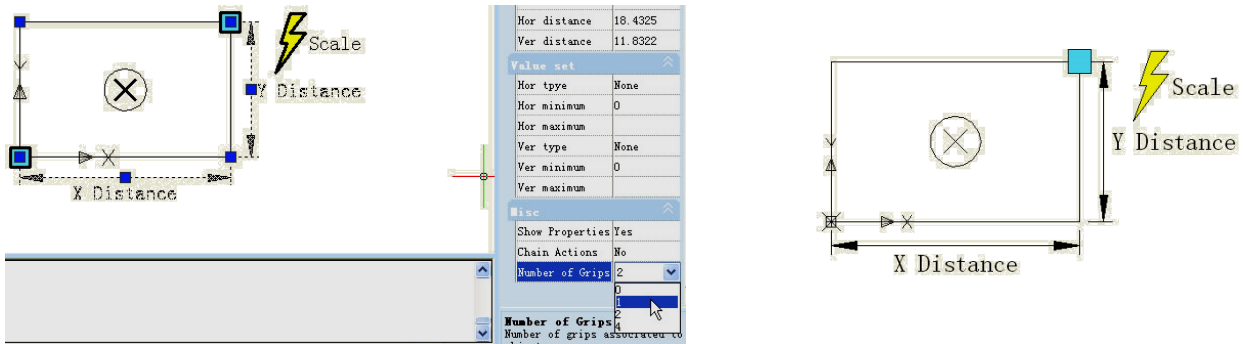 Scale
Y Distance
X
X Distance
Hor distance 18.4325
Ver distance 11.8322
Value set
Hor tpye None
Hor minimum 0
Hor maximum
Ver type None
Ver minimum 0
Ver maximum
Misc
Show Properties Yes
Chain Actions No
Number of Grips 2
0
1
2
4
Number of Grips
Number of grips associated to
Scale
Y Distance
X
X Distance